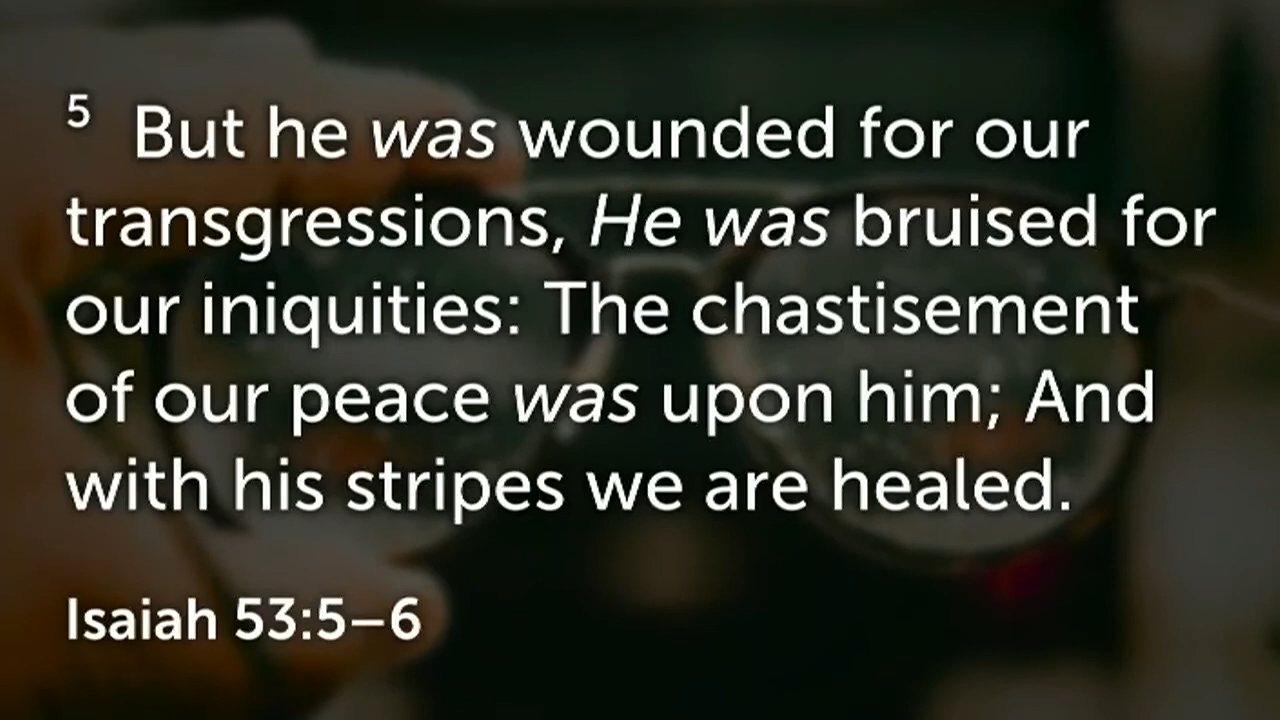 5 But he was wounded for our
transgressions, He was bruised for
our iniquities: The chastisement
of our peace was upon him; And
with his stripes we are healed.
Isaiah 53:5–6